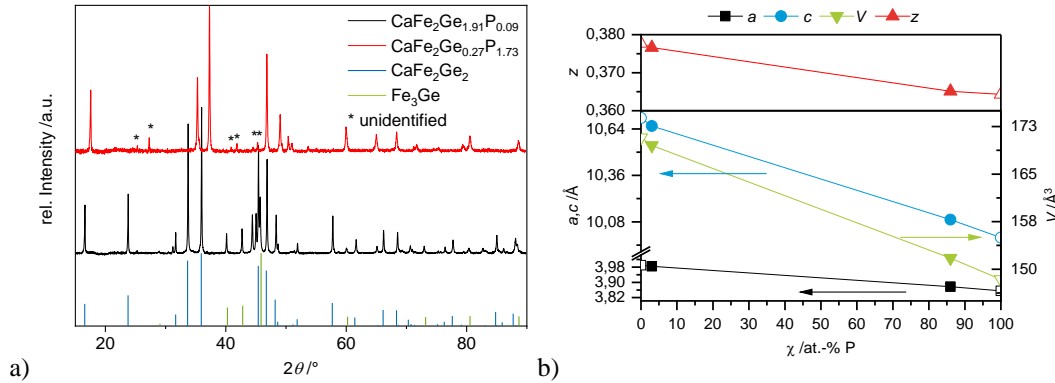 a)
rel. Intensity /a.u.
CaFe₂Ge₁.₉₁P₀.₀₉
CaFe₂Ge₀.₂₇P₁.₇₃
CaFe₂Ge₂
Fe₃Ge
* unidentified
* * * * **
20 40 60 80
2θ /°
b)
a c V z
0,380
0,370
0,360
z
10,64
10,36
10,08
3,98
3,90
3,82
a,c /Å
173
165
158
148
V /Å³
0 10 20 30 40 50 60 70 80 90 100
χ /at.-% P